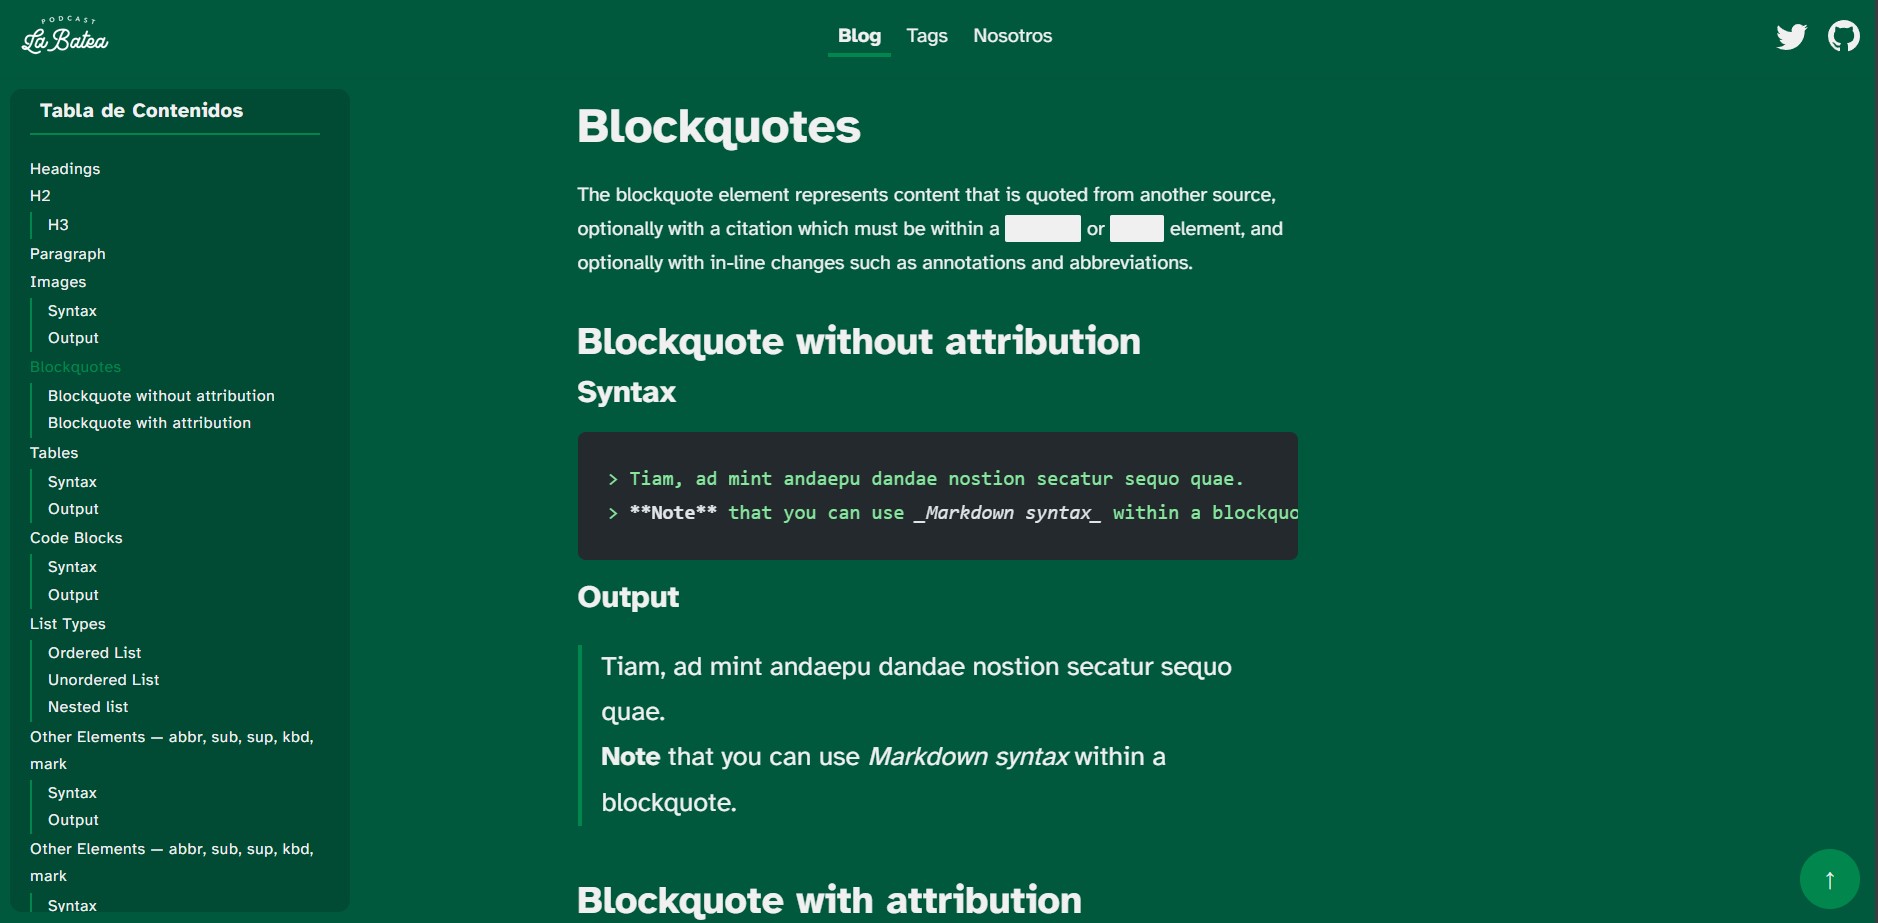 PODCAST
La Batea
Blog Tags Nosotros
Tabla de Contenidos
Headings
H2
H3
Paragraph
Images
Syntax
Output
Blockquotes
Blockquote without attribution
Blockquote with attribution
Tables
Syntax
Output
Code Blocks
Syntax
Output
List Types
Ordered List
Unordered List
Nested list
Other Elements — abbr, sub, sup, kbd,
mark
Syntax
Output
Other Elements — abbr, sub, sup, kbd,
mark
Syntax
Blockquotes
The blockquote element represents content that is quoted from another source,
optionally with a citation which must be within a or element, and
optionally with in-line changes such as annotations and abbreviations.
Blockquote without attribution
Syntax
> Tiam, ad mint andaepu dandae nostion secatur sequo quae.
> **Note** that you can use _Markdown syntax_ within a blockquo
Output
Tiam, ad mint andaepu dandae nostion secatur sequo
quae.
Note that you can use Markdown syntax within a
blockquote.
Blockquote with attribution
↑